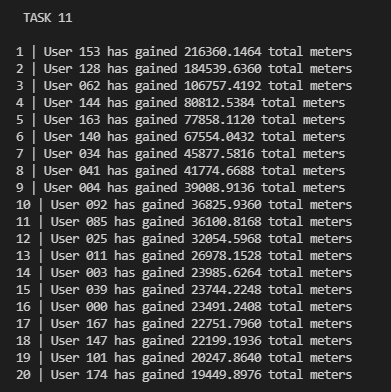 TASK 11
1 | User 153 has gained 216360.1464 total meters
2 | User 128 has gained 184539.6360 total meters
3 | User 062 has gained 106757.4192 total meters
4 | User 144 has gained 80812.5384 total meters
5 | User 163 has gained 77858.1120 total meters
6 | User 140 has gained 67554.0432 total meters
7 | User 034 has gained 45877.5816 total meters
8 | User 041 has gained 41774.6688 total meters
9 | User 004 has gained 39008.9136 total meters
10 | User 092 has gained 36825.9360 total meters
11 | User 085 has gained 36100.8168 total meters
12 | User 025 has gained 32054.5968 total meters
13 | User 011 has gained 26978.1528 total meters
14 | User 003 has gained 23985.6264 total meters
15 | User 039 has gained 23744.2248 total meters
16 | User 000 has gained 23491.2408 total meters
17 | User 167 has gained 22751.7960 total meters
18 | User 147 has gained 22199.1936 total meters
19 | User 101 has gained 20247.8640 total meters
20 | User 174 has gained 19449.8976 total meters